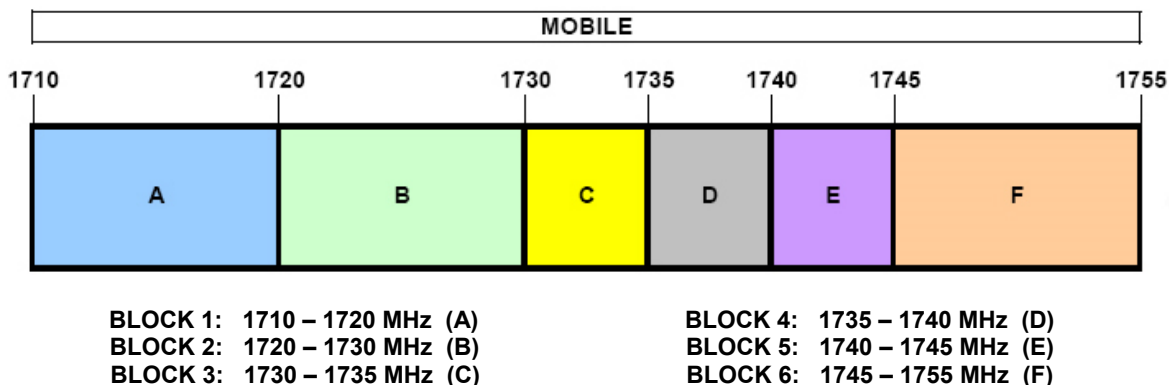 MOBILE
1710 1720 1730 1735 1740 1745 1755
A B C D E F
BLOCK 1: 1710 – 1720 MHz (A)
BLOCK 2: 1720 – 1730 MHz (B)
BLOCK 3: 1730 – 1735 MHz (C)
BLOCK 4: 1735 – 1740 MHz (D)
BLOCK 5: 1740 – 1745 MHz (E)
BLOCK 6: 1745 – 1755 MHz (F)